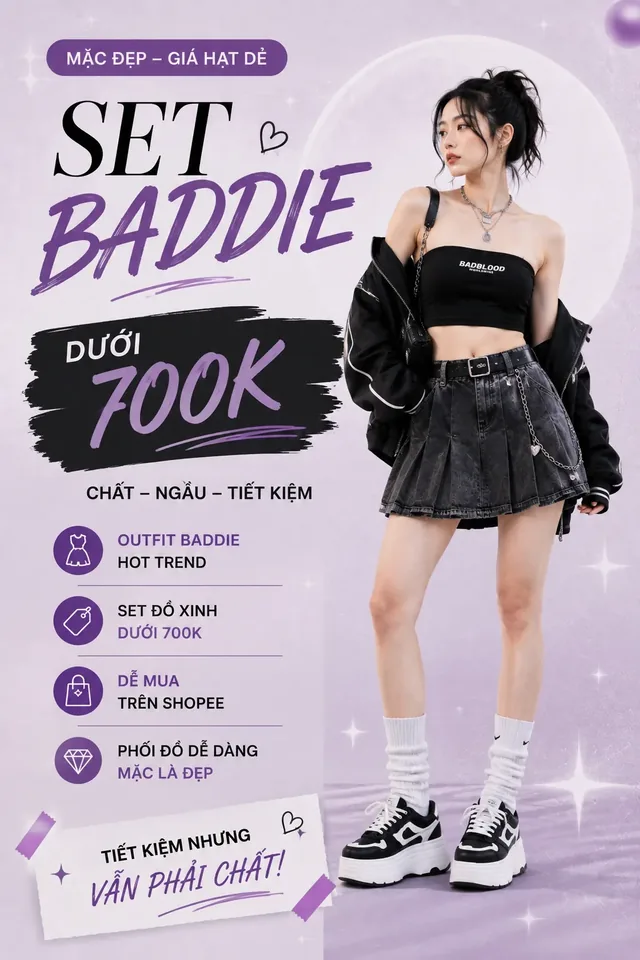 MẶC ĐẸP – GIÁ HẠT DẺ
SET
BADDIE
DƯỚI
700K
CHẤT – NGẦU – TIẾT KIỆM
OUTFIT BADDIE
HOT TREND
SET ĐỒ XINH
DƯỚI 700K
DỄ MUA
TRÊN SHOPEE
PHỐI ĐỒ DỄ DÀNG
MẶC LÀ ĐẸP
TIẾT KIỆM NHƯNG
VẪN PHẢI CHẤT!
BADBLOOD